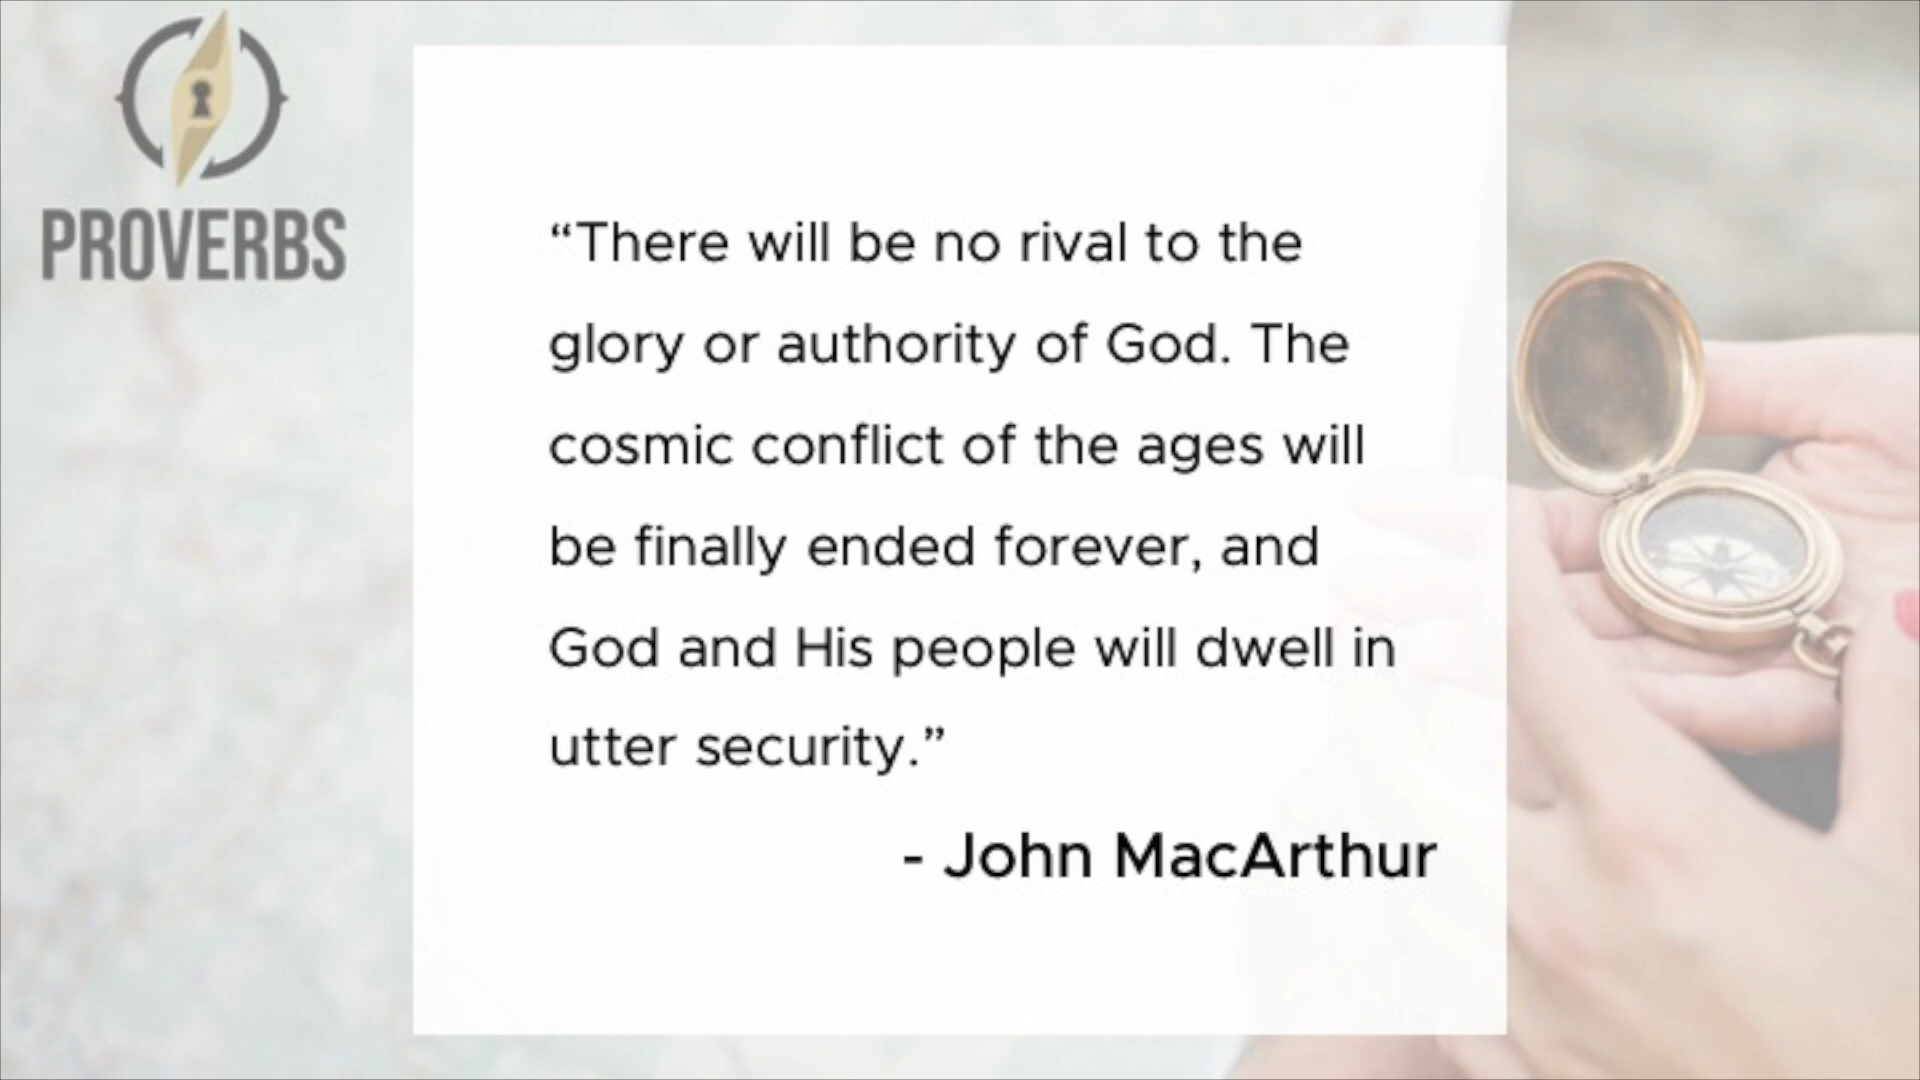 PROVERBS
“There will be no rival to the
glory or authority of God. The
cosmic conflict of the ages will
be finally ended forever, and
God and His people will dwell in
utter security.”
- John MacArthur